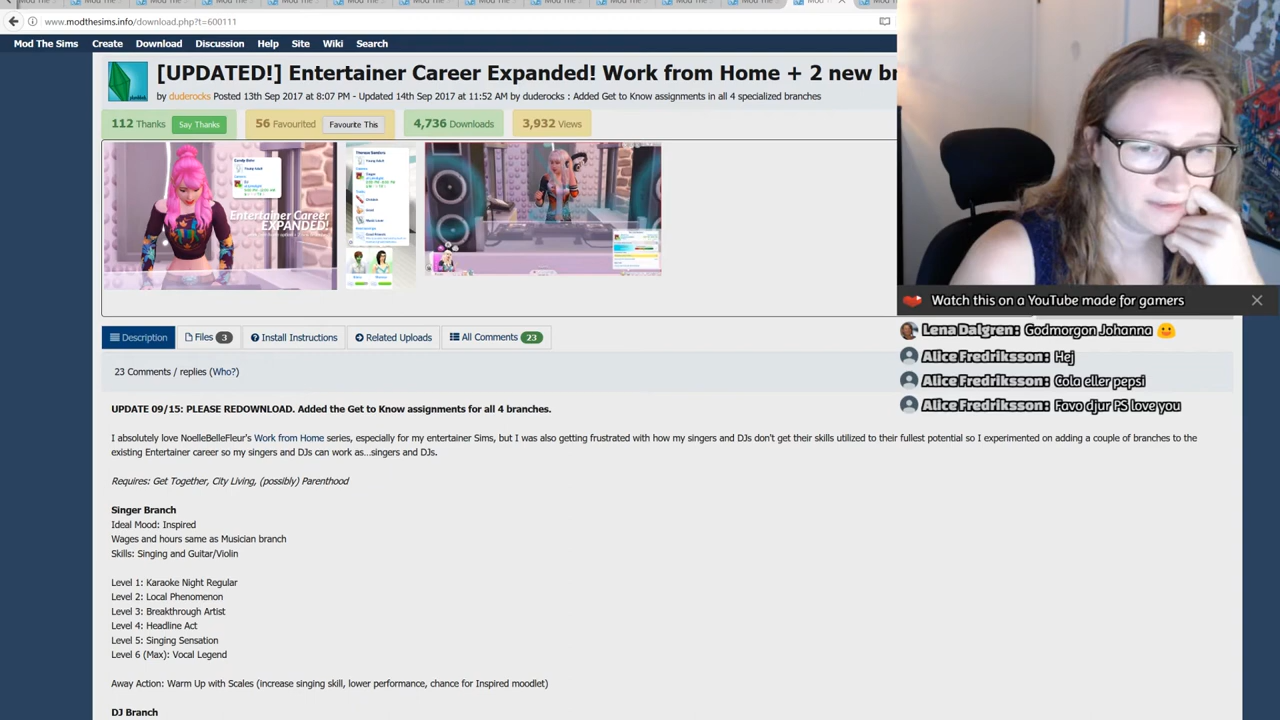 www.modthesims.info/download.php?t=600111
Mod The Sims Create Download Discussion Help Site Wiki Search
[UPDATED!] Entertainer Career Expanded! Work from Home + 2 new br
by duderocks Posted 13th Sep 2017 at 8:07 PM - Updated 14th Sep 2017 at 11:52 AM by duderocks : Added Get to Know assignments in all 4 specialized branches
112 Thanks Say Thanks 56 Favourited Favourite This 4,736 Downloads 3,932 Views
Entertainer Career
EXPANDED!
Watch this on a YouTube made for gamers
Lena Dalgren: Godmorgon Johanna
Alice Fredriksson: Hej
Alice Fredriksson: Cola eller pepsi
Alice Fredriksson: Favo djur PS love you
Description Files 3 Install Instructions Related Uploads All Comments 23
23 Comments / replies (Who?)
UPDATE 09/15: PLEASE REDOWNLOAD. Added the Get to Know assignments for all 4 branches.
I absolutely love NoelleBelleFleur's Work from Home series, especially for my entertainer Sims, but I was also getting frustrated with how my singers and DJs don't get their skills utilized to their fullest potential so I experimented on adding a couple of branches to the
existing Entertainer career so my singers and DJs can work as...singers and DJs.
Requires: Get Together, City Living, (possibly) Parenthood
Singer Branch
Ideal Mood: Inspired
Wages and hours same as Musician branch
Skills: Singing and Guitar/Violin
Level 1: Karaoke Night Regular
Level 2: Local Phenomenon
Level 3: Breakthrough Artist
Level 4: Headline Act
Level 5: Singing Sensation
Level 6 (Max): Vocal Legend
Away Action: Warm Up with Scales (increase singing skill, lower performance, chance for Inspired moodlet)
DJ Branch